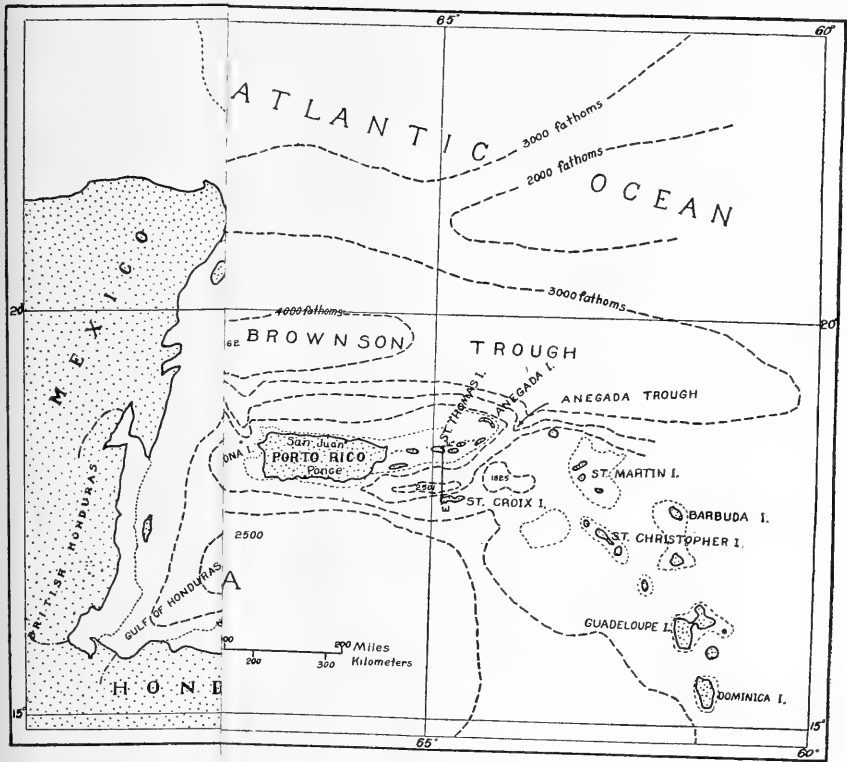 65° 60°
ATLANTIC
OCEAN
3000 fathoms
2000 fathoms
3000 fathoms
20° 20°
4000 fathoms
MEXICO
BROWNSON
TROUGH
ST. THOMAS I.
ANEGADA I.
ANEGADA TROUGH
San Juan
PORTO RICO
Ponce
ONA I.
2501
1825
ST. CROIX I.
ST. MARTIN I.
BARBUDA I.
ST. CHRISTOPHER I.
BRITISH HONDURAS
2500
A
GULF OF HONDURAS
GUADELOUPE I.
200 Miles
200 300 Kilometers
HOND
DOMINICA I.
15° 15°
65° 60°